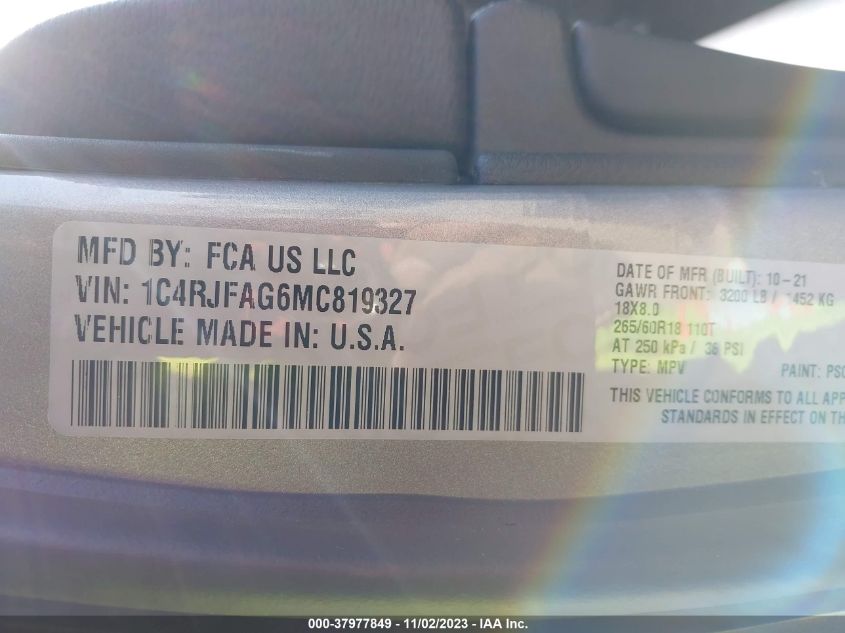 MFD BY: FCA US LLC
VIN: 1C4RJFAG6MC819327
VEHICLE MADE IN: U.S.A.
DATE OF MFR (BUILT): 10-21
GAWR FRONT: 3200 LB / 1452 KG
18X8.0
265/60R18 110T
AT 250 kPa / 36 PSI
TYPE: MPV PAINT: PSC
THIS VEHICLE CONFORMS TO ALL APP
STANDARDS IN EFFECT ON TH
000-37977849 - 11/02/2023 - IAA Inc.